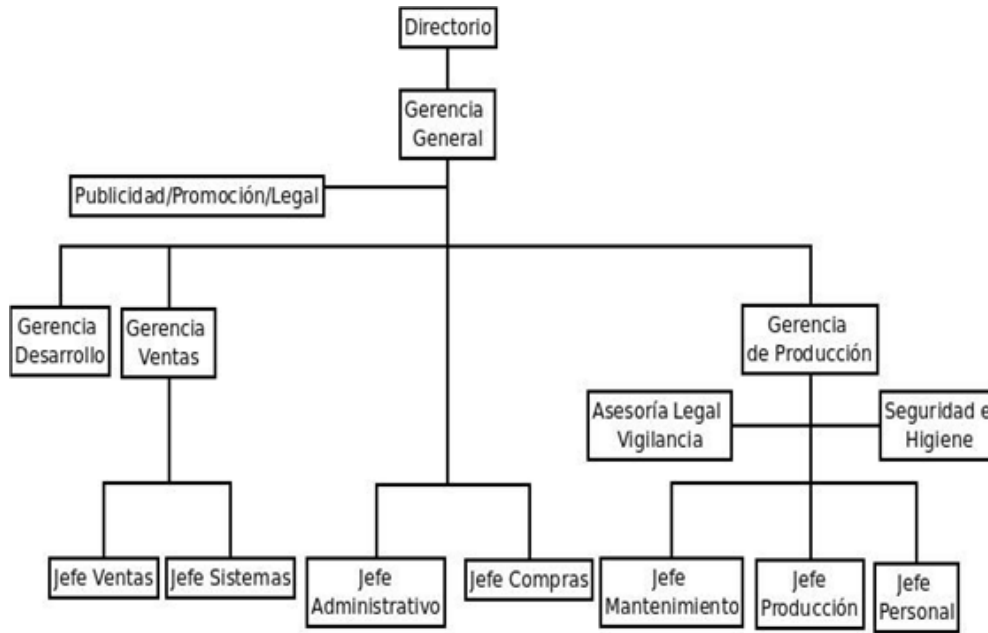 Directorio
Gerencia
General
Publicidad/Promoción/Legal
Gerencia
Desarrollo
Gerencia
Ventas
Gerencia
de Producción
Asesoría Legal
Vigilancia
Seguridad e
Higiene
Jefe Ventas
Jefe Sistemas
Jefe
Administrativo
Jefe Compras
Jefe
Mantenimiento
Jefe
Producción
Jefe
Personal